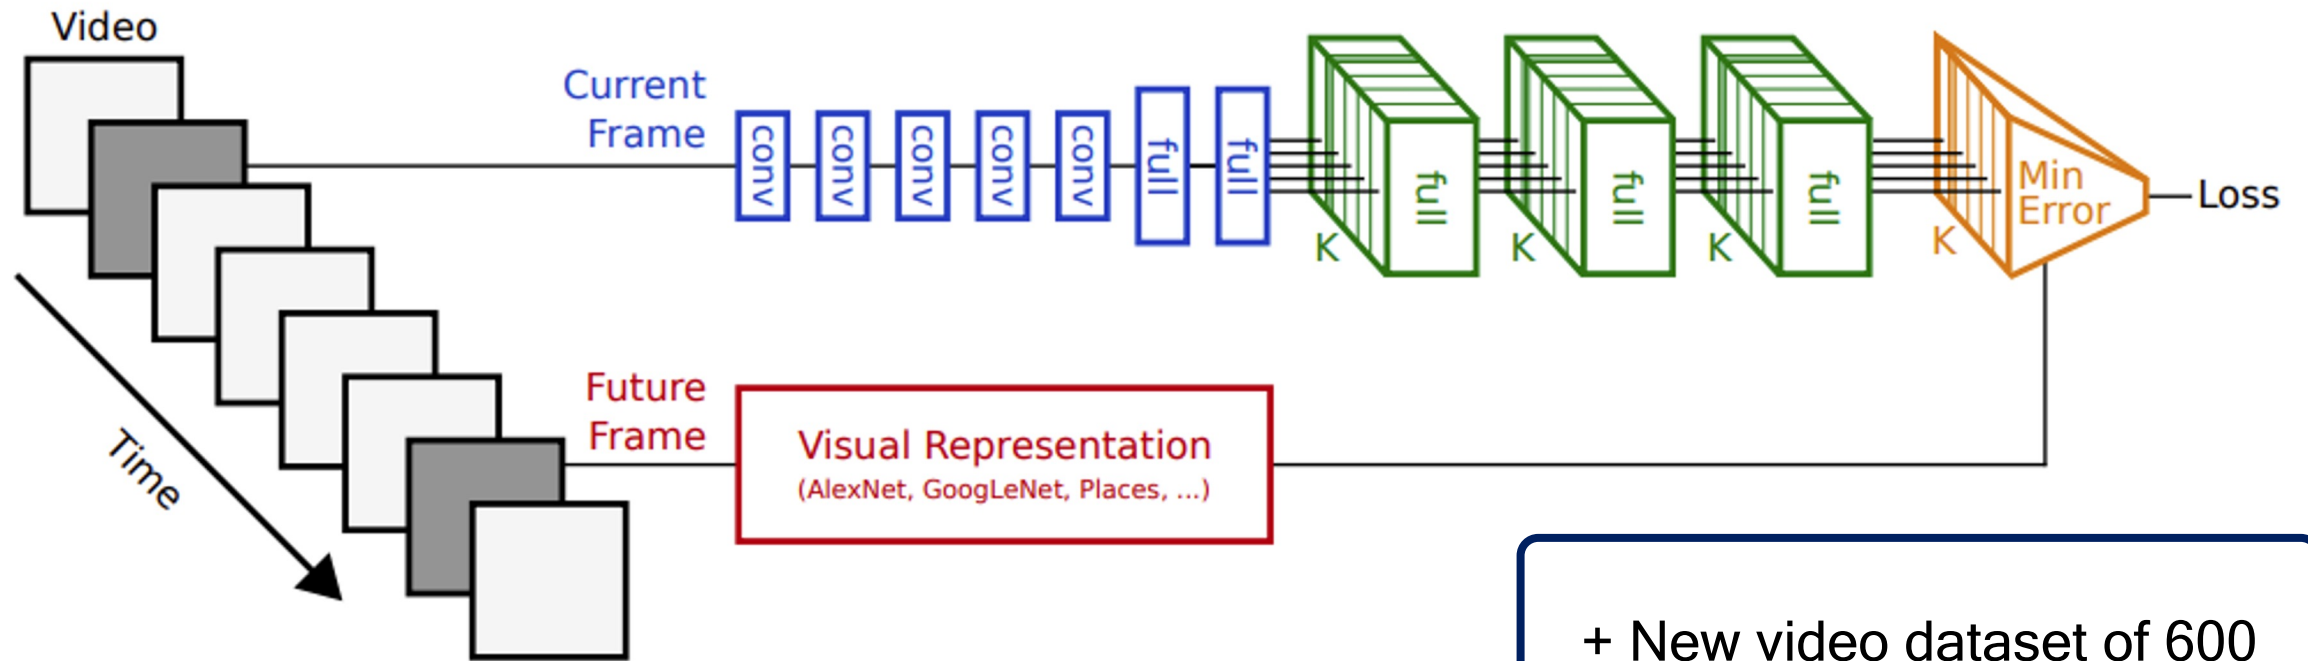 Video
Current
Frame
conv
conv
conv
conv
conv
full
full
K
full
K
full
K
full
K
Min
Error
Loss
Time
Future
Frame
Visual Representation
(AlexNet, GoogLeNet, Places, ...)
+ New video dataset of 600